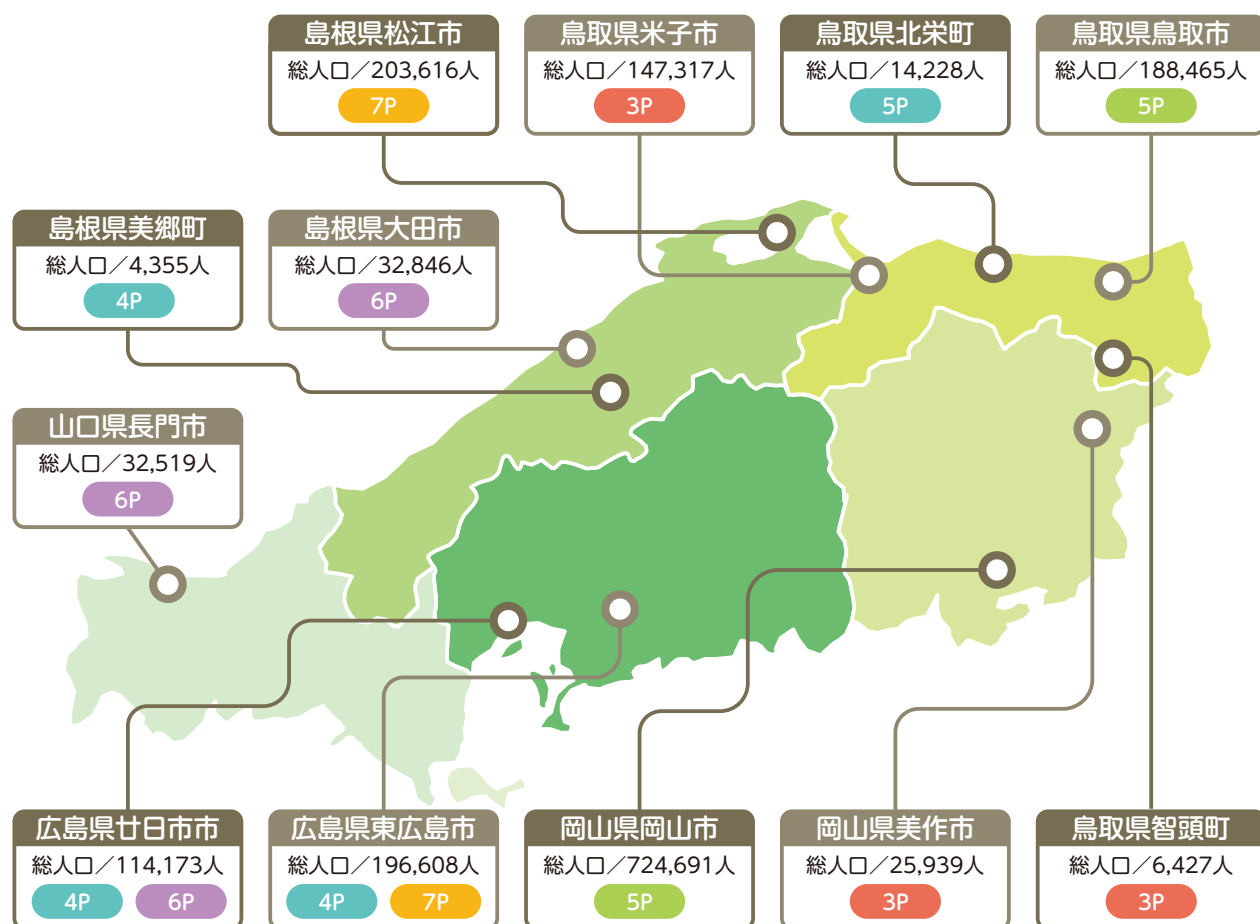 島根県松江市
総人口／203,616人
7P
鳥取県米子市
総人口／147,317人
3P
鳥取県北栄町
総人口／14,228人
5P
鳥取県鳥取市
総人口／188,465人
5P
島根県美郷町
総人口／4,355人
4P
島根県大田市
総人口／32,846人
6P
山口県長門市
総人口／32,519人
6P
広島県廿日市市
総人口／114,173人
4P 6P
広島県東広島市
総人口／196,608人
4P 7P
岡山県岡山市
総人口／724,691人
5P
岡山県美作市
総人口／25,939人
3P
鳥取県智頭町
総人口／6,427人
3P